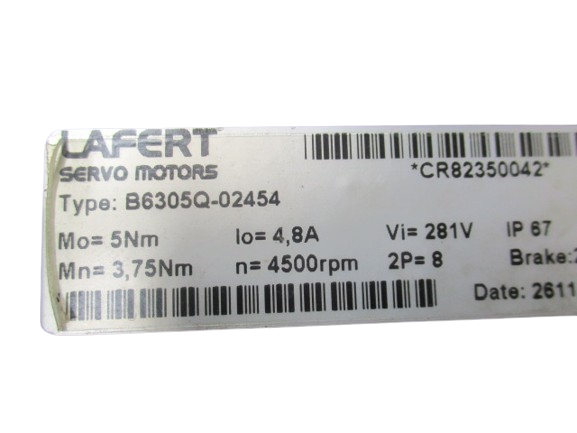 LAFERT
SERVO MOTORS
*CR82350042*
Type: B6305Q-02454
Mo= 5Nm Io= 4,8A Vi= 281V IP 67
Mn= 3,75Nm n= 4500rpm 2P= 8 Brake:
Date: 2611